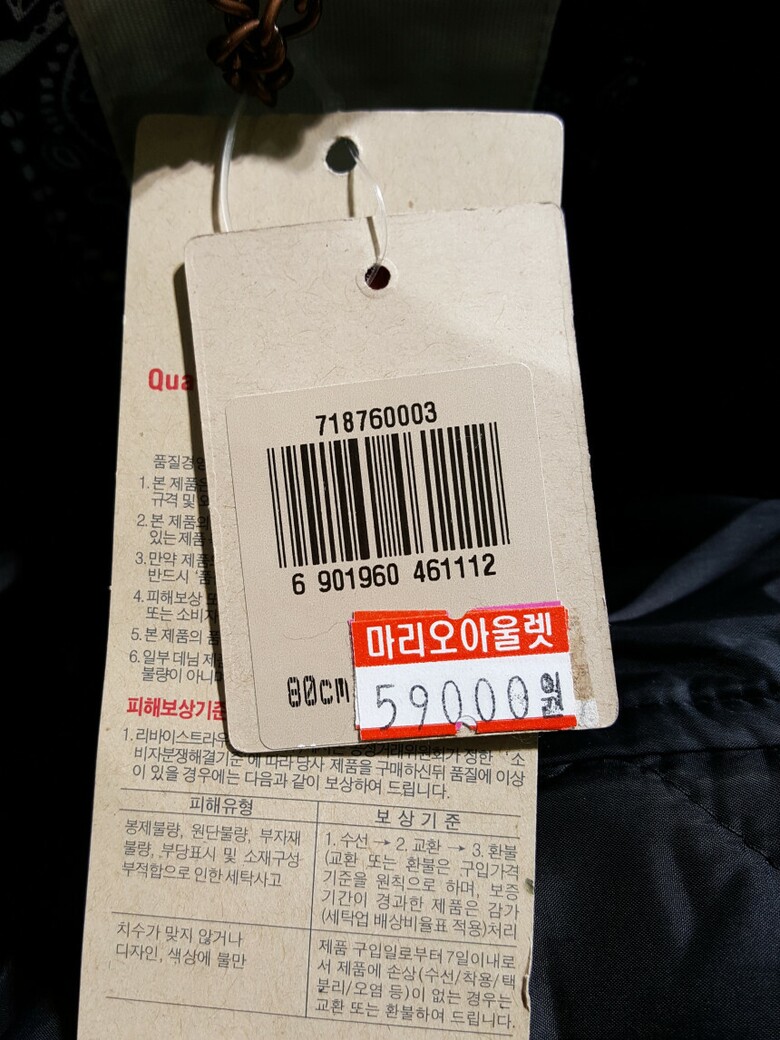 718760003
6 901960 461112
마리오아울렛
80cm
59000원
품질경영
1. 본 제품은
규격 및
2. 본 제품의
있는 제품
3. 만약 제품
반드시
4. 피해보상
또는 소비자
5. 본 제품의
6. 일부 데님 제품
불량이 아니며
피해보상기준
1. 리바이스트라우
비자분쟁해결기준'에 따라 당사 제품을 구매하신뒤 품질에 이상
이 있을 경우에는 다음과 같이 보상하여 드립니다.
피해유형
보상기준
봉제불량, 원단불량, 부자재
불량, 부당표시 및 소재구성
부적합으로 인한 세탁사고
1. 수선 → 2. 교환 → 3. 환불
(교환 또는 환불은 구입가격
기준을 원칙으로 하며, 보증
기간이 경과한 제품은 감가
(세탁업 배상비율표 적용)처리
치수가 맞지 않거나
디자인, 색상에 불만
제품 구입일로부터 7일이내로
서 제품에 손상(수선/착용/택
분리/오염 등)이 없는 경우는
교환 또는 환불하여 드립니다.